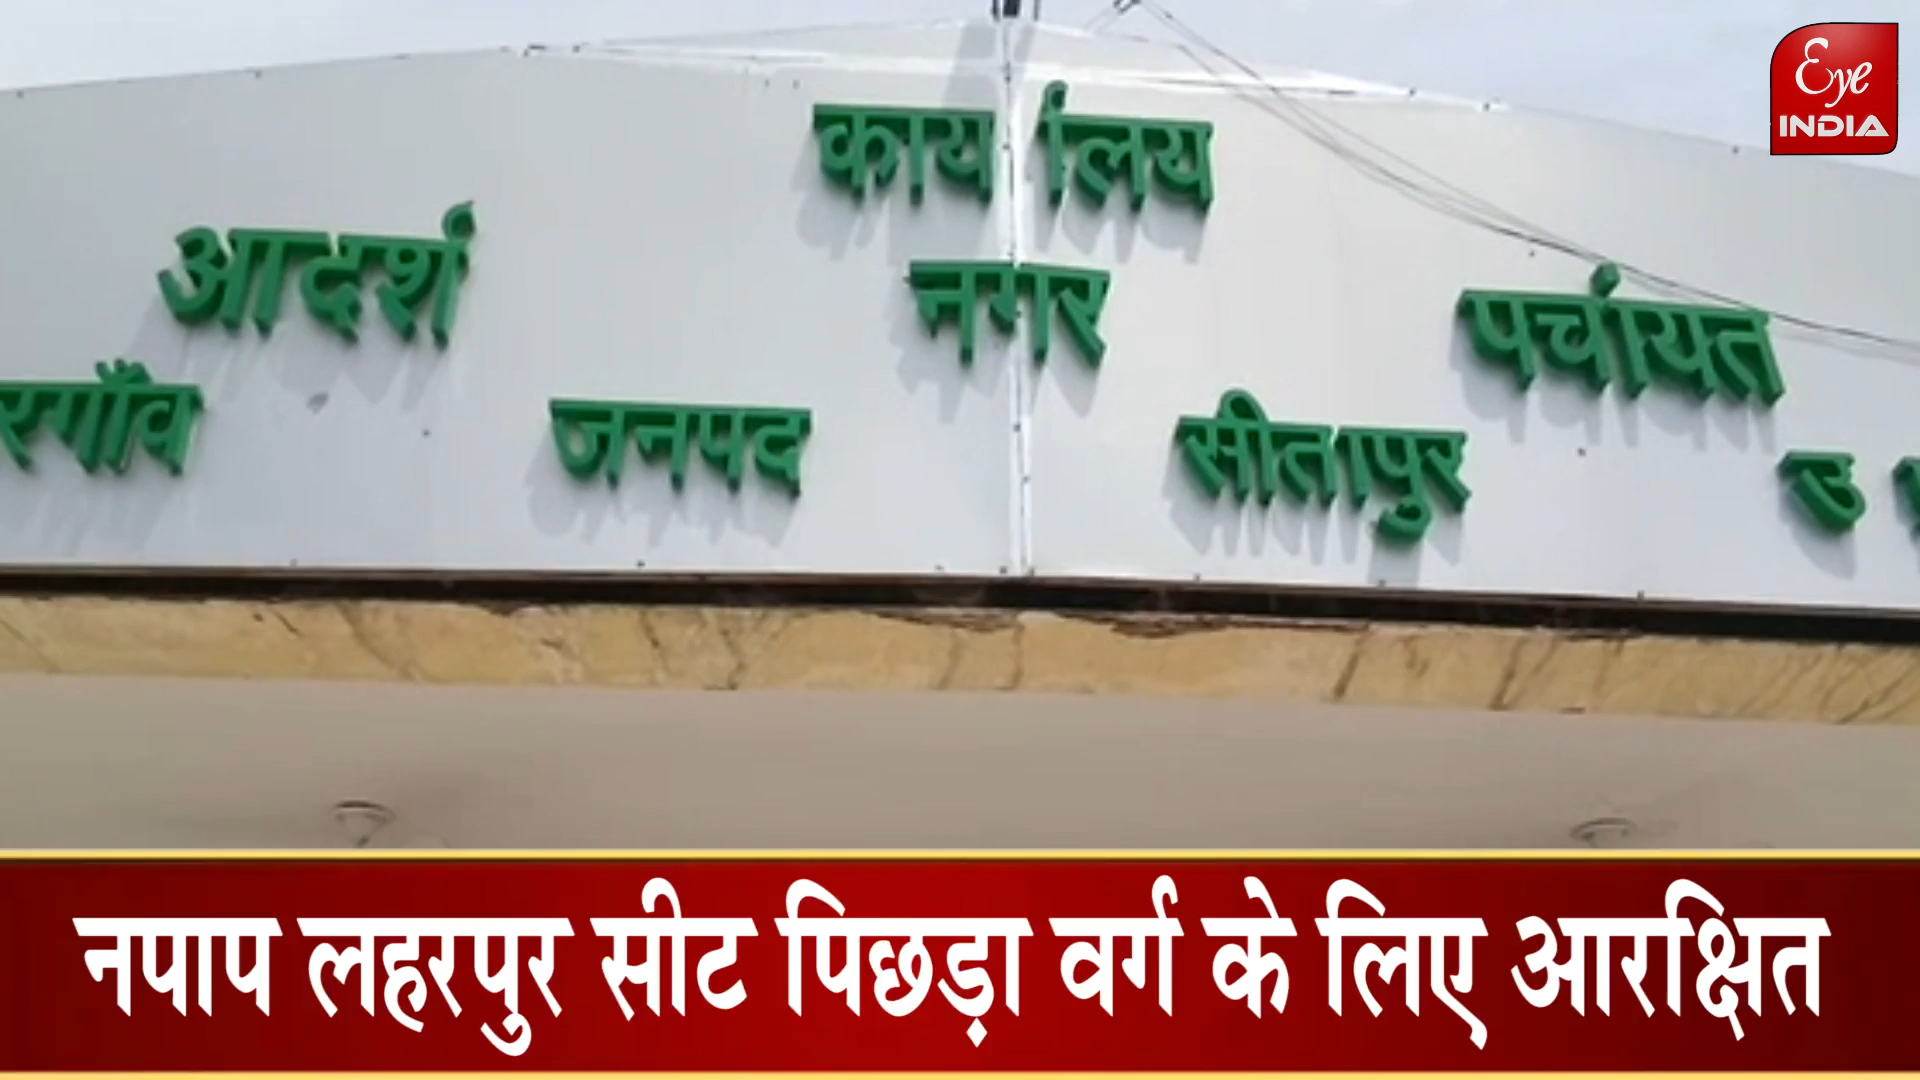 Eye
INDIA
कार्यालय
आदर्श नगर पंचायत
रगाँव जनपद सीतापुर उ
नपाप लहरपुर सीट पिछड़ा वर्ग के लिए आरक्षित